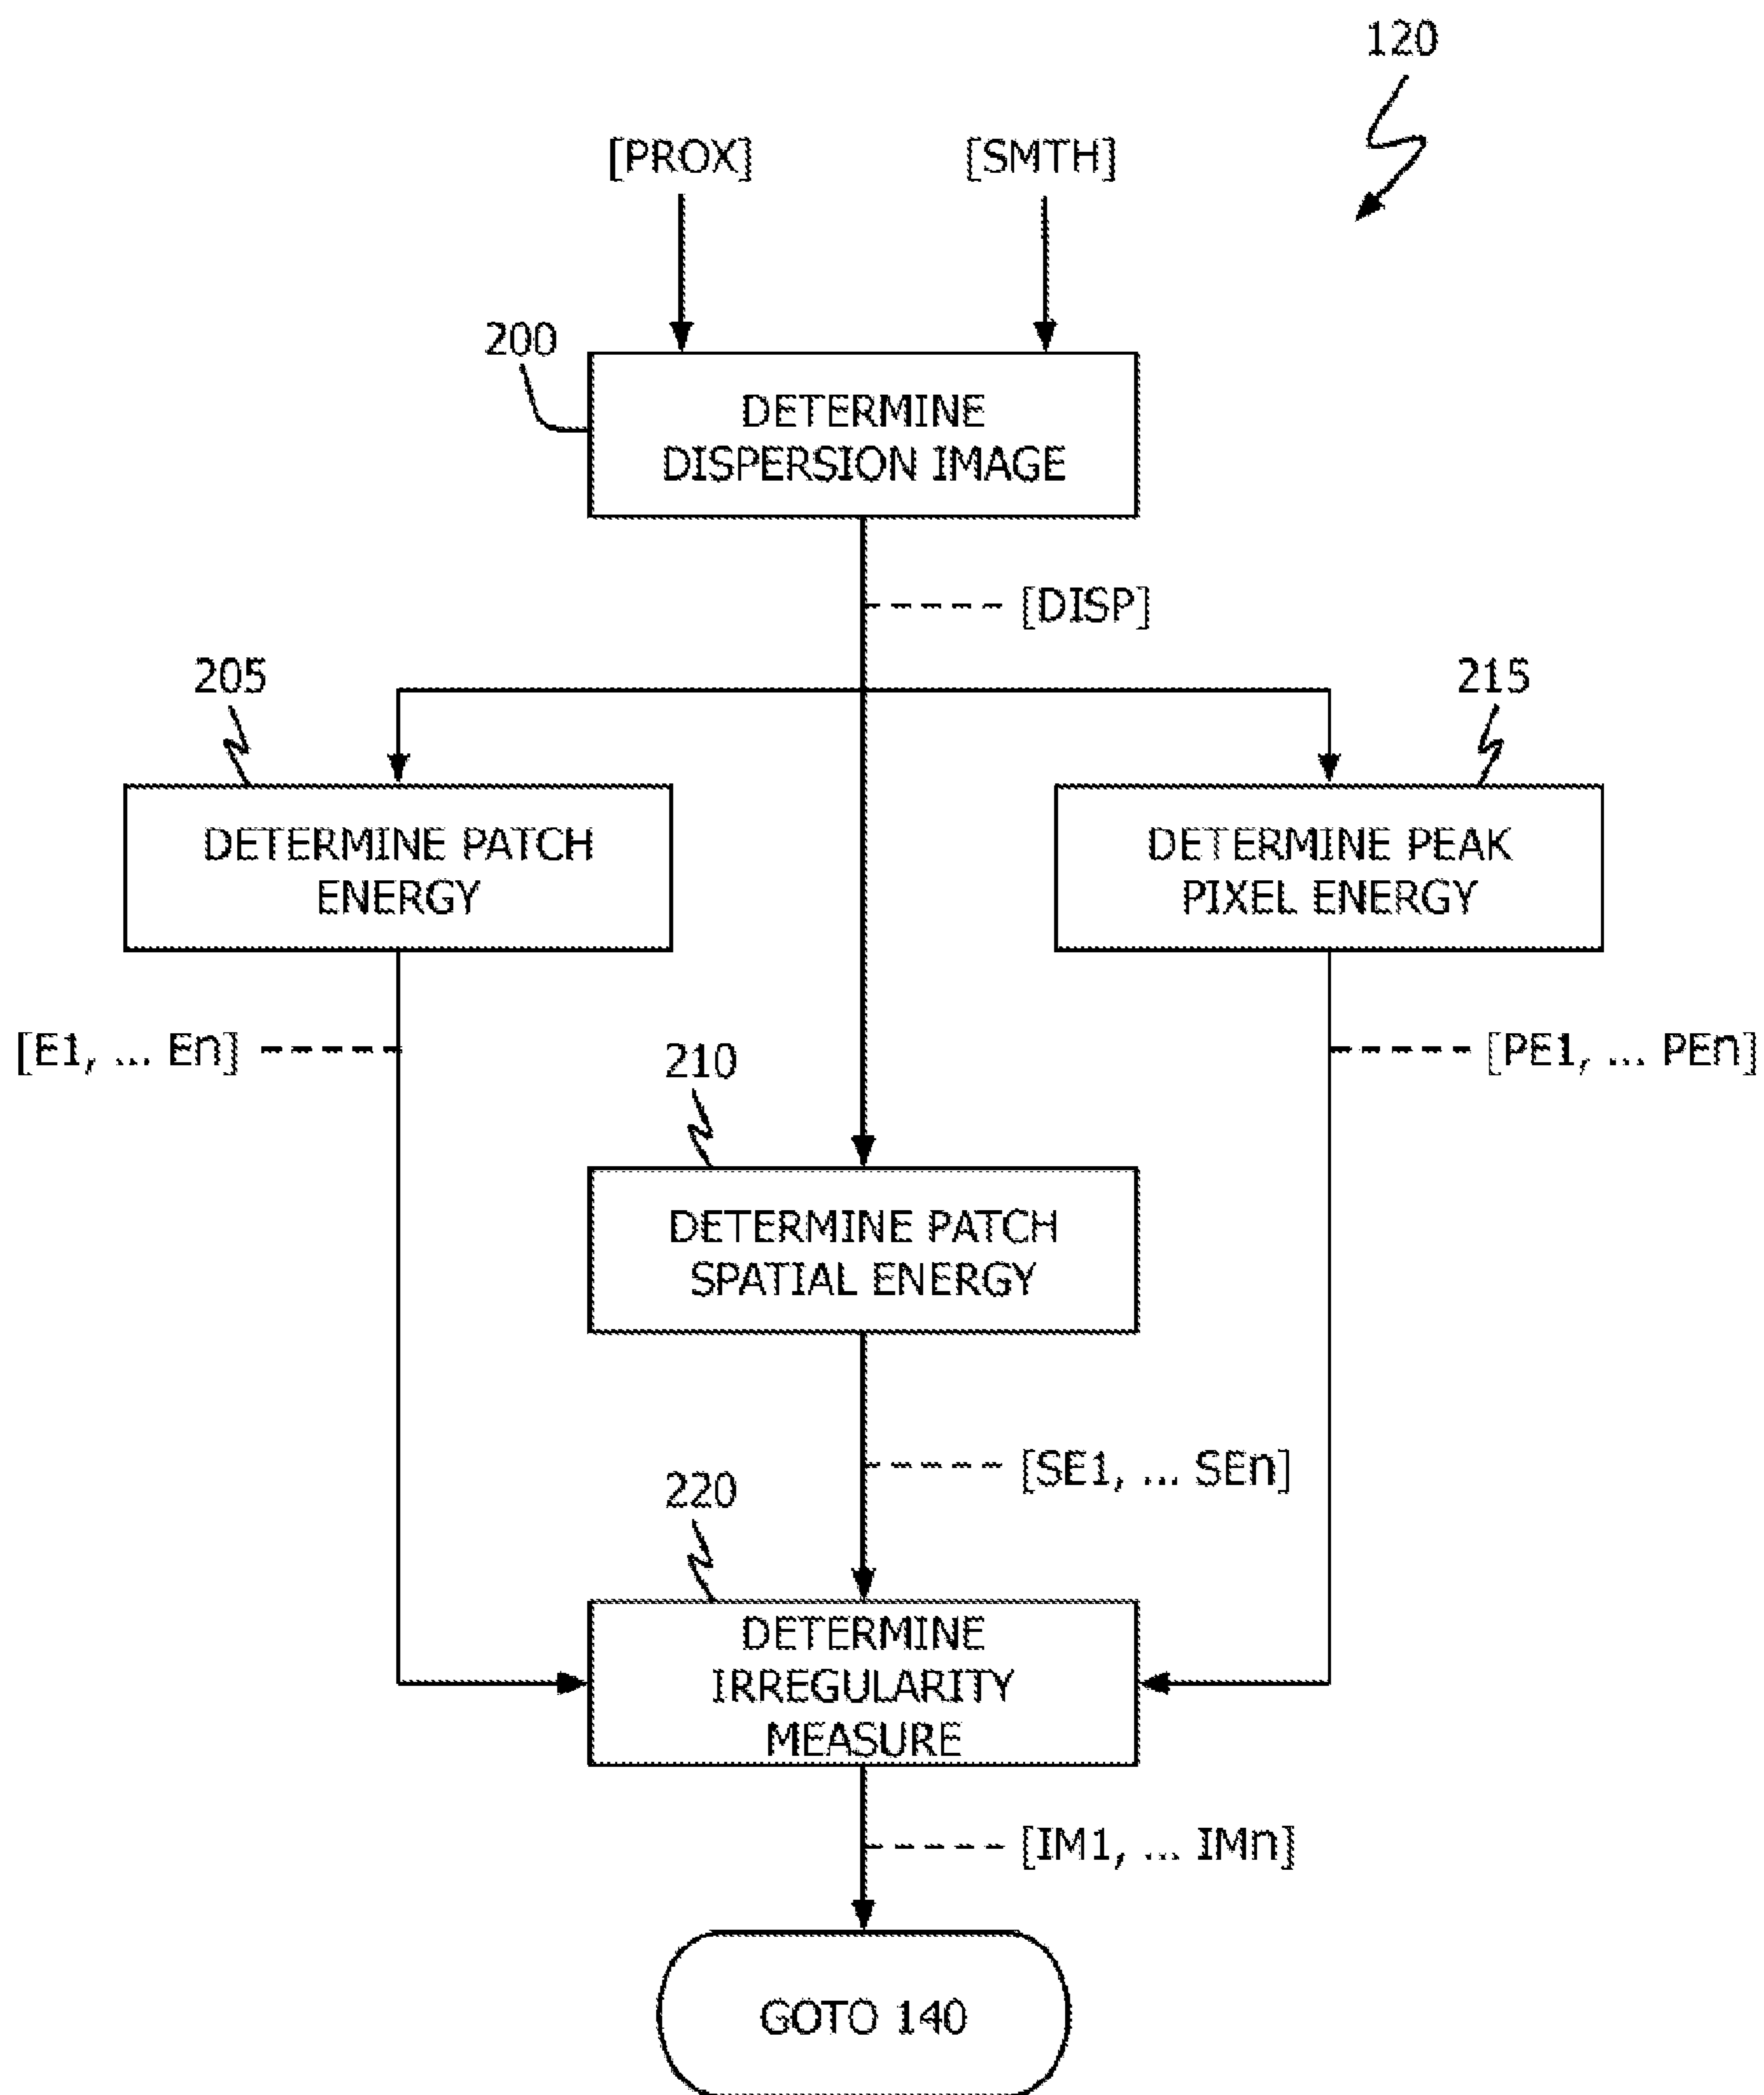 120
[PROX]
[SMTH]
200
DETERMINE
DISPERSION IMAGE
[DISP]
205
215
DETERMINE PATCH
ENERGY
DETERMINE PEAK
PIXEL ENERGY
[E1, ... En]
210
[PE1, ... PEn]
DETERMINE PATCH
SPATIAL ENERGY
[SE1, ... SEn]
220
DETERMINE
IRREGULARITY
MEASURE
[IM1, ... IMn]
GOTO 140